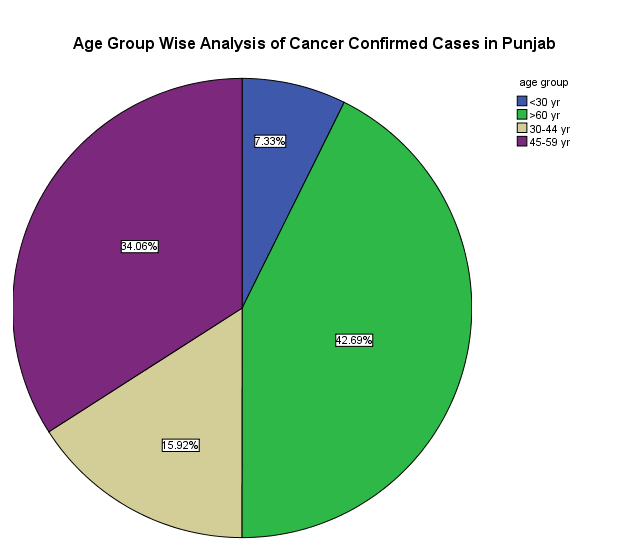 Age Group Wise Analysis of Cancer Confirmed Cases in Punjab
age group
<30 yr
>60 yr
30-44 yr
45-59 yr
7.33%
34.06%
42.69%
15.92%